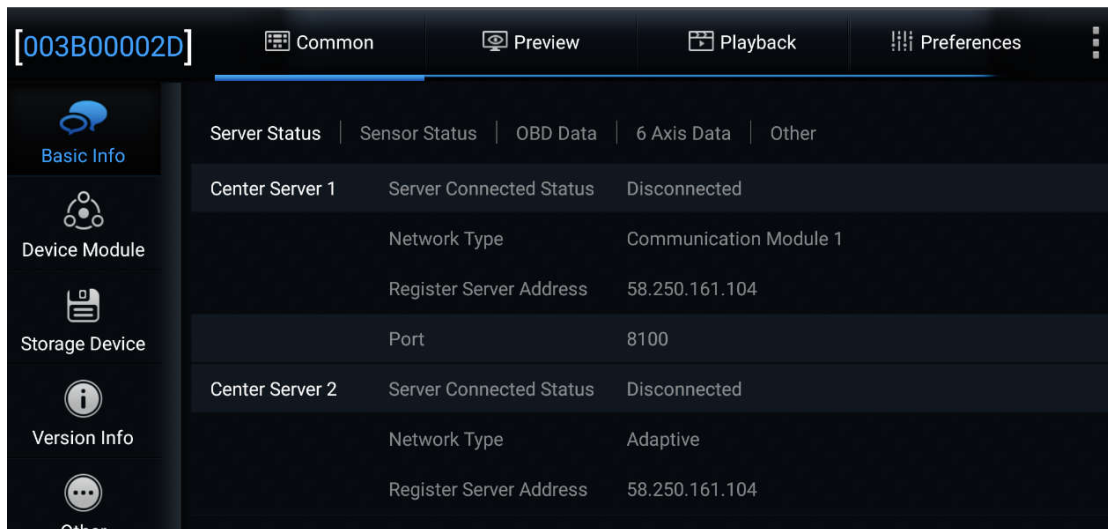 [003B00002D] Common Preview Playback Preferences
Basic Info
Device Module
Storage Device
Version Info
Other
Server Status | Sensor Status | OBD Data | 6 Axis Data | Other
Center Server 1 Server Connected Status Disconnected
Network Type Communication Module 1
Register Server Address 58.250.161.104
Port 8100
Center Server 2 Server Connected Status Disconnected
Network Type Adaptive
Register Server Address 58.250.161.104